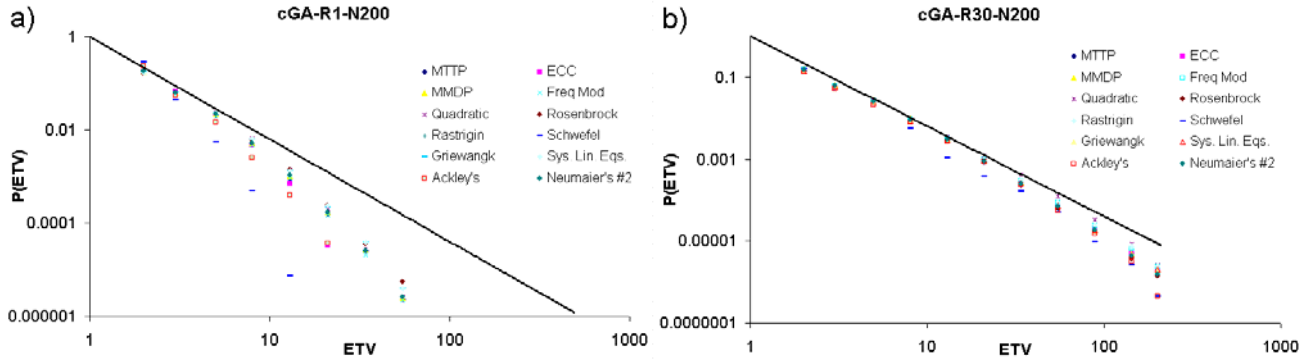 a)
cGA-R1-N200
1
0.01
0.0001
0.000001
P(ETV)
1
10
100
1000
ETV
MTTP
ECC
MMDP
Freq Mod
Quadratic
Rosenbrock
Rastrigin
Schwefel
Griewangk
Sys. Lin. Eqs.
Ackley's
Neumaier's #2
b)
cGA-R30-N200
0.1
0.001
0.00001
0.0000001
P(ETV)
1
10
100
1000
ETV
MTTP
ECC
MMDP
Freq Mod
Quadratic
Rosenbrock
Rastrigin
Schwefel
Griewangk
Sys. Lin. Eqs.
Ackley's
Neumaier's #2